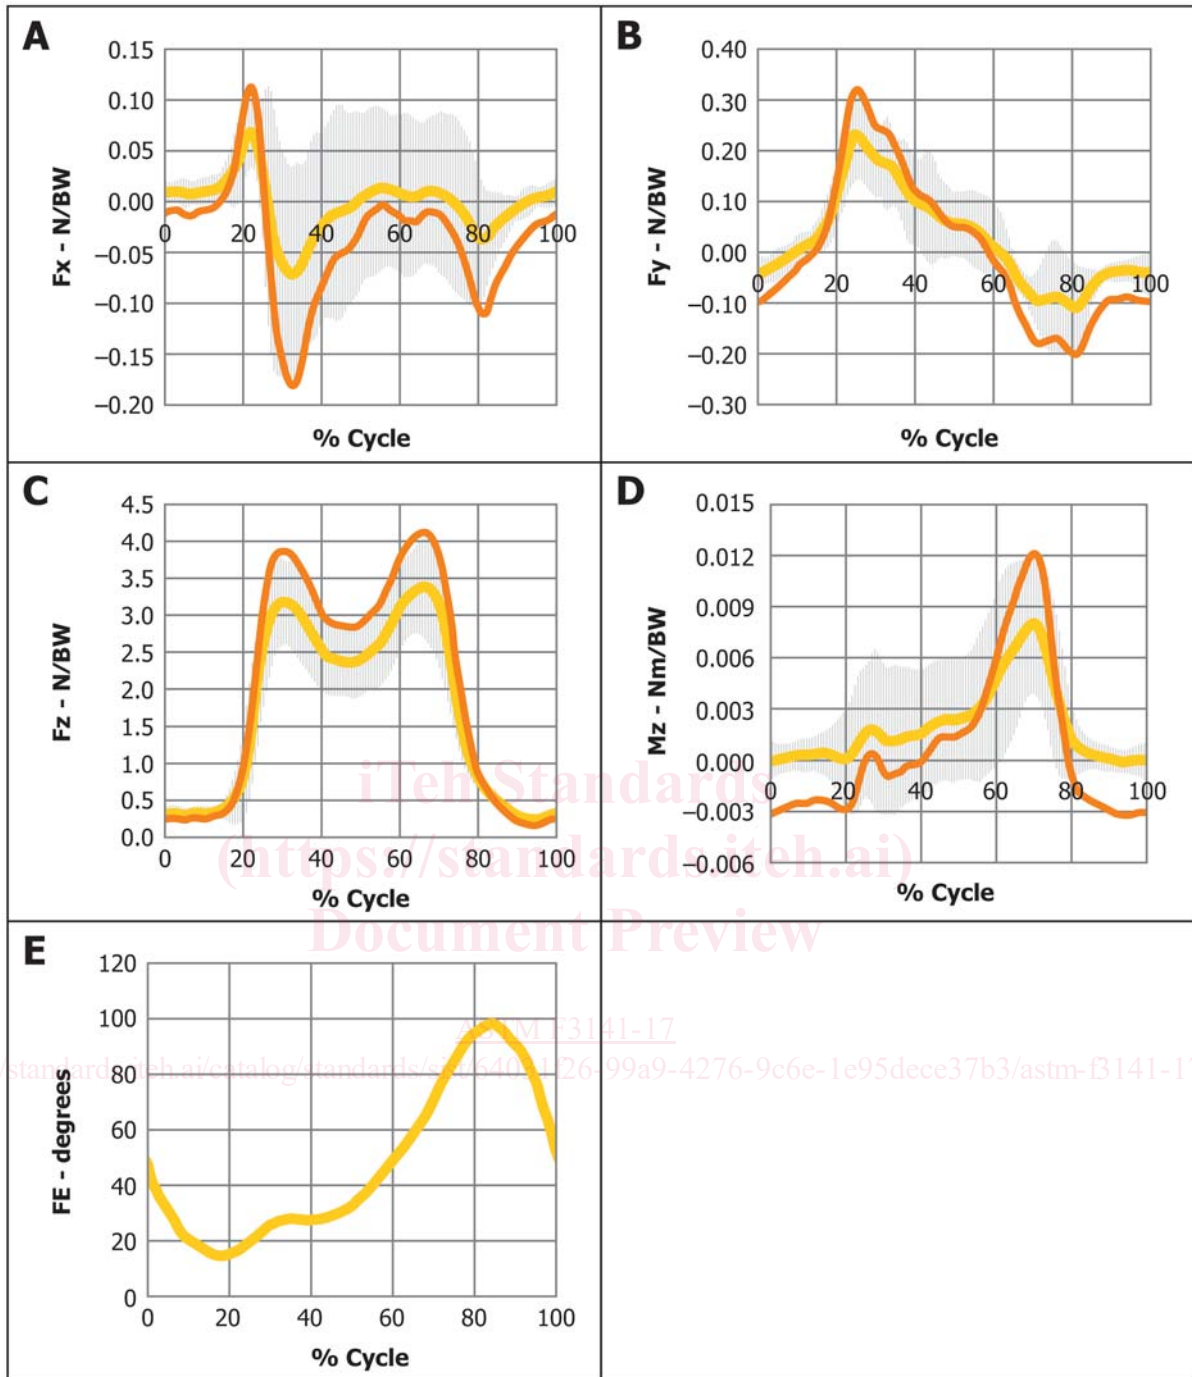 A
0.15
0.10
0.05
0.00
−0.05
−0.10
−0.15
−0.20
0 20 40 60 80 100
Fx - N/BW
% Cycle
B
0.40
0.30
0.20
0.10
0.00
−0.10
−0.20
−0.30
0 20 40 60 80 100
Fy - N/BW
% Cycle
C
4.5
4.0
3.5
3.0
2.5
2.0
1.5
1.0
0.5
0.0
0 20 40 60 80 100
Fz - N/BW
% Cycle
D
0.015
0.012
0.009
0.006
0.003
0.000
−0.003
−0.006
0 20 40 60 80 100
Mz - Nm/BW
% Cycle
iTeh Standards
(https://standards.iteh.ai)
Document Preview
E
120
100
80
60
40
20
0
0 20 40 60 80 100
FE - degrees
% Cycle
ASTM F3141-17